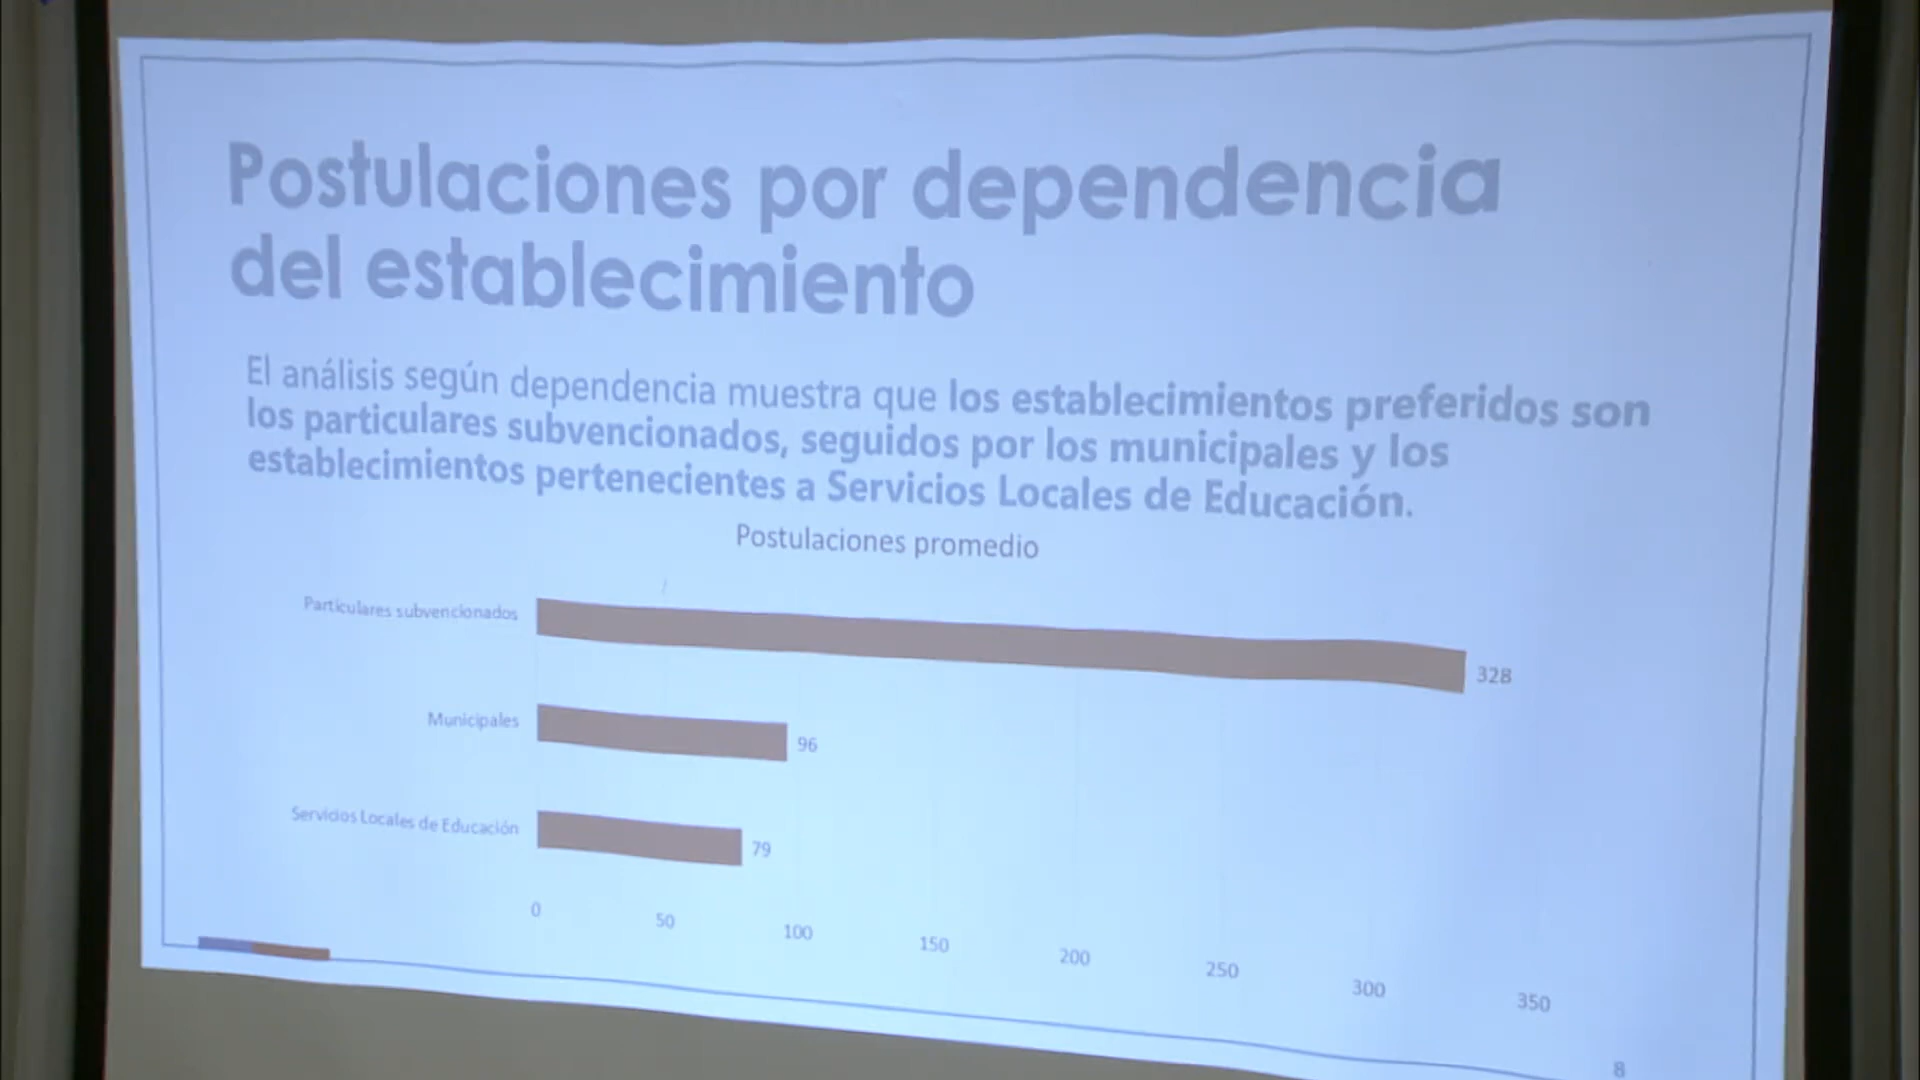 Postulaciones por dependencia
del establecimiento
El análisis según dependencia muestra que los establecimientos preferidos son
los particulares subvencionados, seguidos por los municipales y los
establecimientos pertenecientes a Servicios Locales de Educación.
Postulaciones promedio
Particulares subvencionados
328
Municipales
96
Servicios Locales de Educación
79
0 50 100 150 200 250 300 350
8